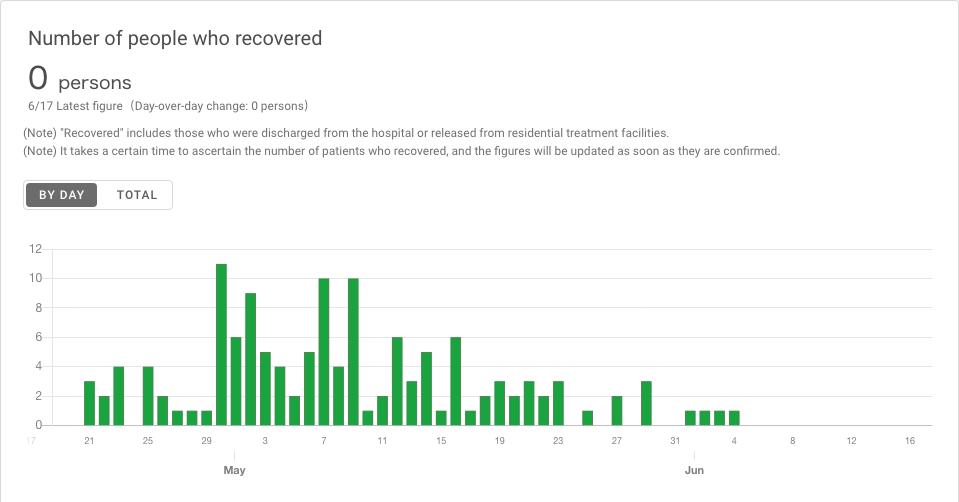 Number of people who recovered
0 persons
6/17 Latest figure（Day-over-day change: 0 persons）
(Note) "Recovered" includes those who were discharged from the hospital or released from residential treatment facilities.
(Note) It takes a certain time to ascertain the number of patients who recovered, and the figures will be updated as soon as they are confirmed.
BY DAY TOTAL
12
10
8
6
4
2
0
17 21 25 29 3 7 11 15 19 23 27 31 4 8 12 16
May Jun